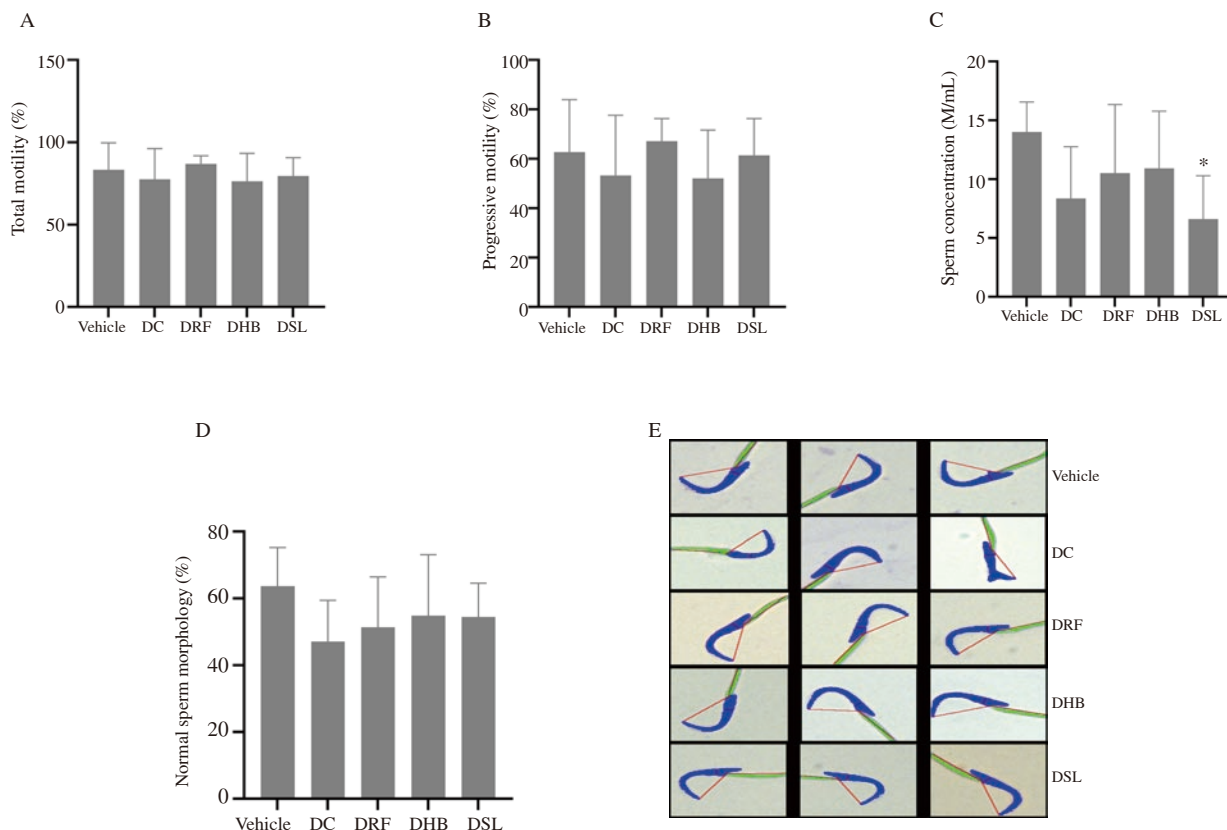 A
Total motility (%)
150
100
50
0
Vehicle DC DRF DHB DSL
B
Progressive motility (%)
100
80
60
40
20
0
Vehicle DC DRF DHB DSL
C
Sperm concentration (M/mL)
20
15
10
5
0
*
Vehicle DC DRF DHB DSL
D
Normal sperm morphology (%)
80
60
40
20
0
Vehicle DC DRF DHB DSL
E
Vehicle
DC
DRF
DHB
DSL